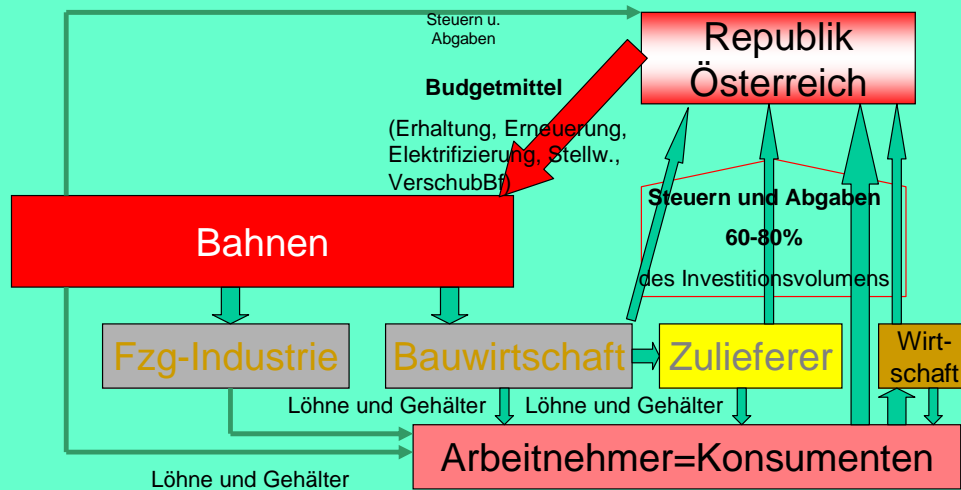 Steuern u.
Abgaben
Republik
Österreich
Budgetmittel
(Erhaltung, Erneuerung,
Elektrifizierung, Stellw.,
VerschubBf)
Steuern und Abgaben
60-80%
des Investitionsvolumens
Bahnen
Fzg-Industrie
Bauwirtschaft
Zulieferer
Wirt-
schaft
Löhne und Gehälter
Löhne und Gehälter
Arbeitnehmer=Konsumenten
Löhne und Gehälter